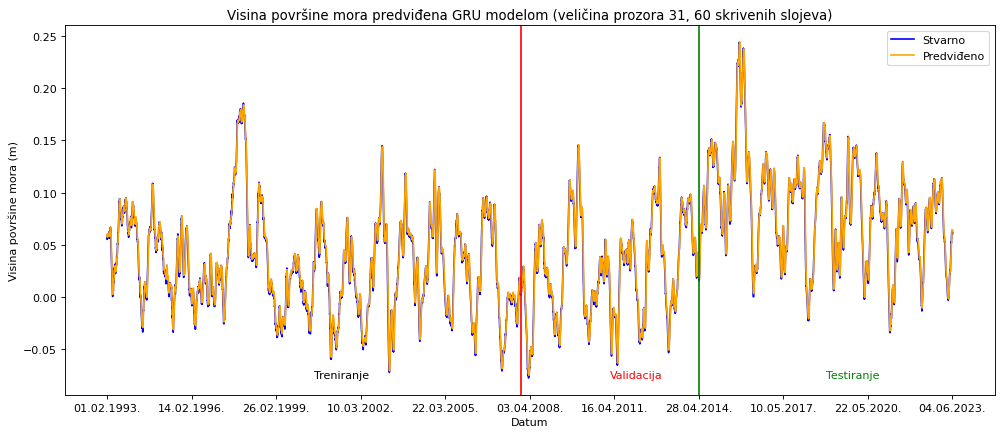 Visina površine mora predviđena GRU modelom (veličina prozora 31, 60 skrivenih slojeva)
Visina površine mora (m)
0.25
0.20
0.15
0.10
0.05
0.00
−0.05
Stvarno
Predviđeno
Treniranje
Validacija
Testiranje
01.02.1993.
14.02.1996.
26.02.1999.
10.03.2002.
22.03.2005.
03.04.2008.
16.04.2011.
28.04.2014.
10.05.2017.
22.05.2020.
04.06.2023.
Datum